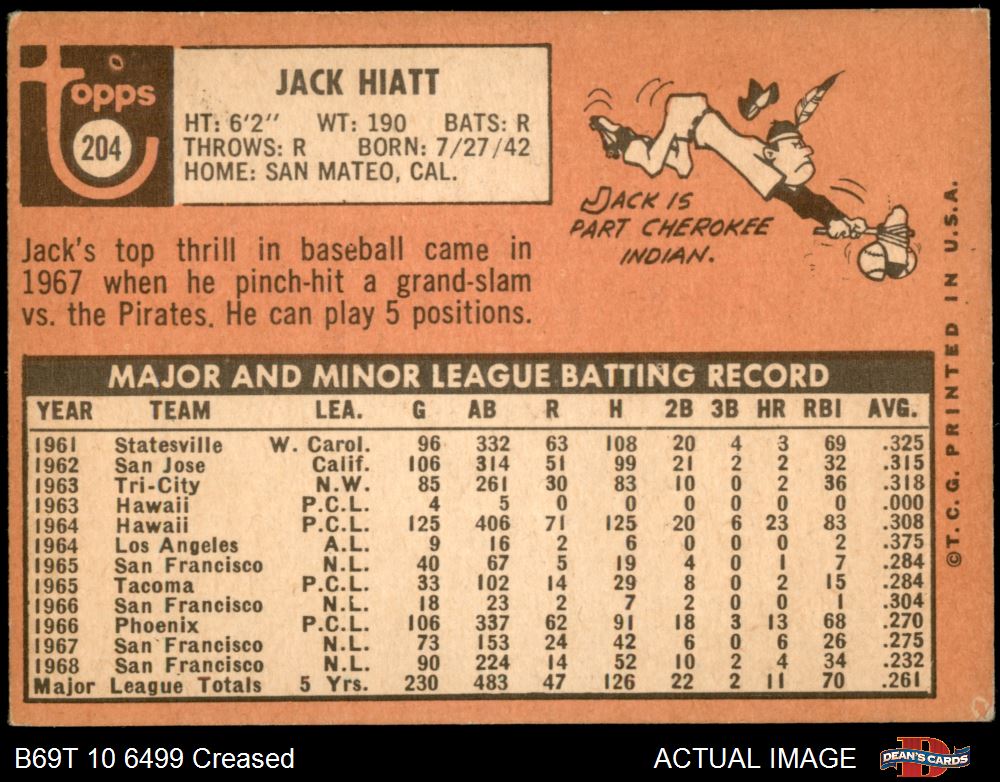 topps
204
JACK HIATT
HT: 6'2" WT: 190 BATS: R
THROWS: R BORN: 7/27/42
HOME: SAN MATEO, CAL.
JACK IS
PART CHEROKEE
INDIAN.
Jack's top thrill in baseball came in
1967 when he pinch-hit a grand-slam
vs. the Pirates. He can play 5 positions.
MAJOR AND MINOR LEAGUE BATTING RECORD
YEAR TEAM LEA. G AB R H 2B 3B HR RBI AVG.
1961 Statesville W. Carol. 96 332 63 108 20 4 3 69 .325
1962 San Jose Calif. 106 314 51 99 21 2 2 32 .315
1963 Tri-City N.W. 85 261 30 83 10 0 2 36 .318
1963 Hawaii P.C.L. 4 5 0 0 0 0 0 0 .000
1964 Hawaii P.C.L. 125 406 71 125 20 6 23 83 .308
1964 Los Angeles A.L. 9 16 2 6 0 0 0 2 .375
1965 San Francisco N.L. 40 67 5 19 4 0 1 7 .284
1965 Tacoma P.C.L. 33 102 14 29 8 0 2 15 .284
1966 San Francisco N.L. 18 23 2 7 2 0 0 1 .304
1966 Phoenix P.C.L. 106 337 62 91 18 3 13 68 .270
1967 San Francisco N.L. 73 153 24 42 6 0 6 26 .275
1968 San Francisco N.L. 90 224 14 52 10 2 4 34 .232
Major League Totals 5 Yrs. 230 483 47 126 22 2 11 70 .261
©T.C.G. PRINTED IN U.S.A.
B69T 10 6499 Creased
ACTUAL IMAGE
D
DEAN'S CARDS